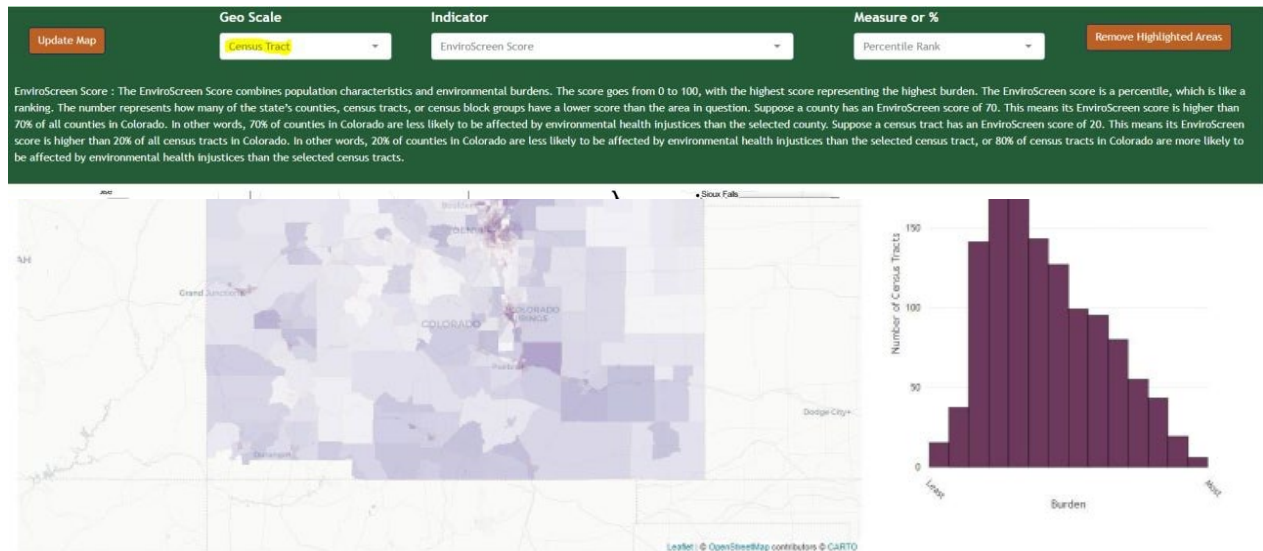 Geo Scale
Indicator
Measure or %
Update Map
Census Tract
EnviroScreen Score
Percentile Rank
Remove Highlighted Areas
EnviroScreen Score : The EnviroScreen Score combines population characteristics and environmental burdens. The score goes from 0 to 100, with the highest score representing the highest burden. The EnviroScreen score is a percentile, which is like a
ranking. The number represents how many of the state's counties, census tracts, or census block groups have a lower score than the area in question. Suppose a county has an EnviroScreen score of 70. This means its EnviroScreen score is higher than
70% of all counties in Colorado. In other words, 70% of counties in Colorado are less likely to be affected by environmental health injustices than the selected county. Suppose a census tract has an EnviroScreen score of 20. This means its EnviroScreen
score is higher than 20% of all census tracts in Colorado. In other words, 20% of counties in Colorado are less likely to be affected by environmental health injustices than the selected census tract, or 80% of census tracts in Colorado are more likely to
be affected by environmental health injustices than the selected census tracts.
Sioux Falls
Grand Junction
COLORADO
COLORADO
SPRINGS
Pueblo
Durango
Dodge City
Leaflet | © OpenStreetMap contributors © CARTO
150
100
50
0
Number of Census Tracts
Least
Most
Burden